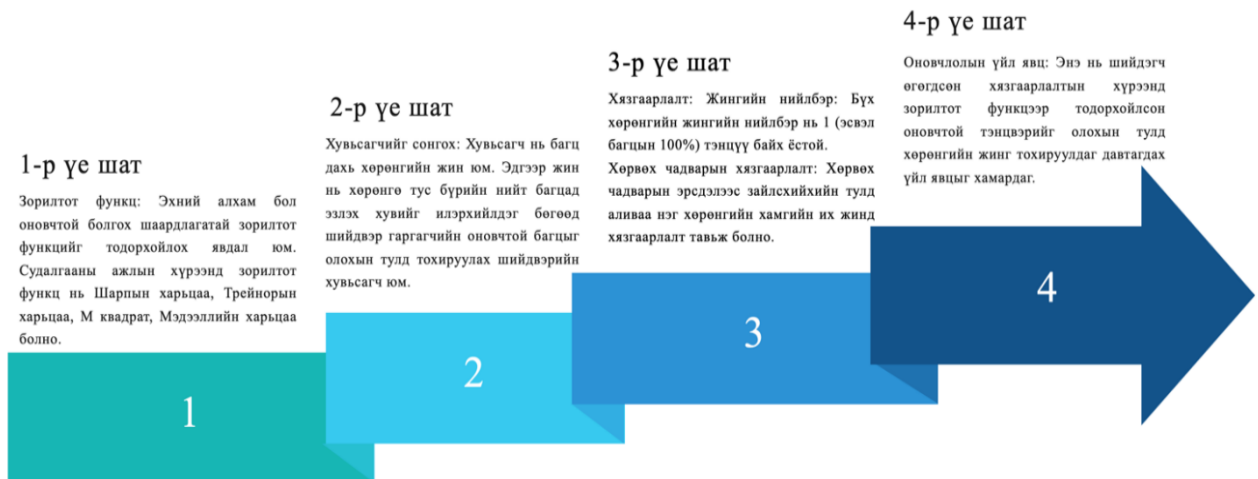 1-р үе шат
Зорилтот функц: Эхний алхам бол
оновчтой болгох шаардлагатай зорилтот
функцийг тодорхойлох явдал юм.
Судалгааны ажлын хүрээнд зорилтот
функц нь Шарпын харьцаа, Трейнорын
харьцаа, М квадрат, Мэдээллийн харьцаа
болно.
1
2-р үе шат
Хувьсагчийг сонгох: Хувьсагч нь багц
дахь хөрөнгийн жин юм. Эдгээр жин
нь хөрөнгө тус бүрийн нийт багцад
эзлэх хувийг илэрхийлдэг бөгөөд
шийдвэр гаргагчийн оновчтой багцыг
олохын тулд тохируулах шийдвэрийн
хувьсагч юм.
2
3-р үе шат
Хязгаарлалт: Жингийн нийлбэр: Бүх
хөрөнгийн жингийн нийлбэр нь 1 (эсвэл
багцын 100%) тэнцүү байх ёстой.
Хөрвөх чадварын хязгаарлалт: Хөрвөх
чадварын эрсдэлээс зайлсхийхийн тулд
аливаа нэг хөрөнгийн хамгийн их жинд
хязгаарлалт тавьж болно.
3
4-р үе шат
Оновчлолын үйл явц: Энэ нь шийдэгч
өгөгдсөн хязгаарлалтын хүрээнд
зорилтот функцээр тодорхойлсон
оновчтой тэнцвэрийг олохын тулд
хөрөнгийн жинг тохируулдаг давтагдах
үйл явцыг хамардаг.
4